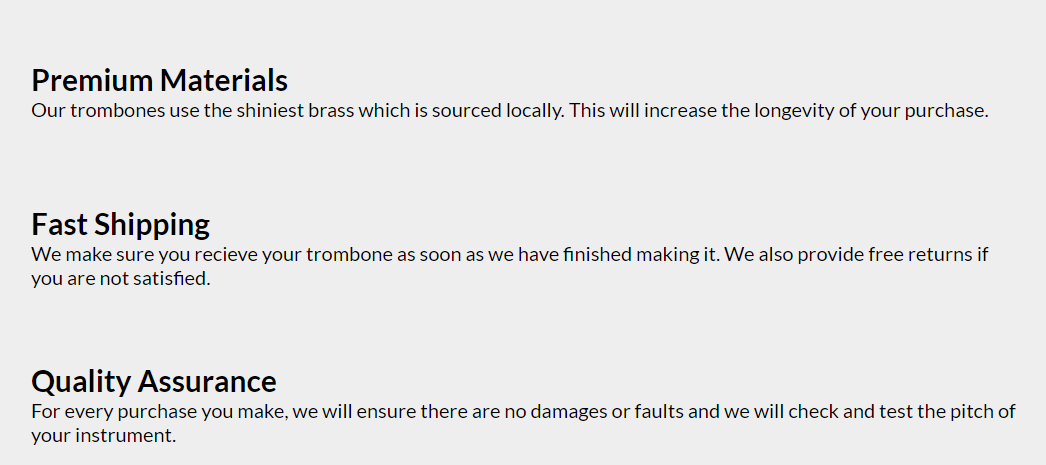 Premium Materials
Our trombones use the shiniest brass which is sourced locally. This will increase the longevity of your purchase.
Fast Shipping
We make sure you recieve your trombone as soon as we have finished making it. We also provide free returns if
you are not satisfied.
Quality Assurance
For every purchase you make, we will ensure there are no damages or faults and we will check and test the pitch of
your instrument.